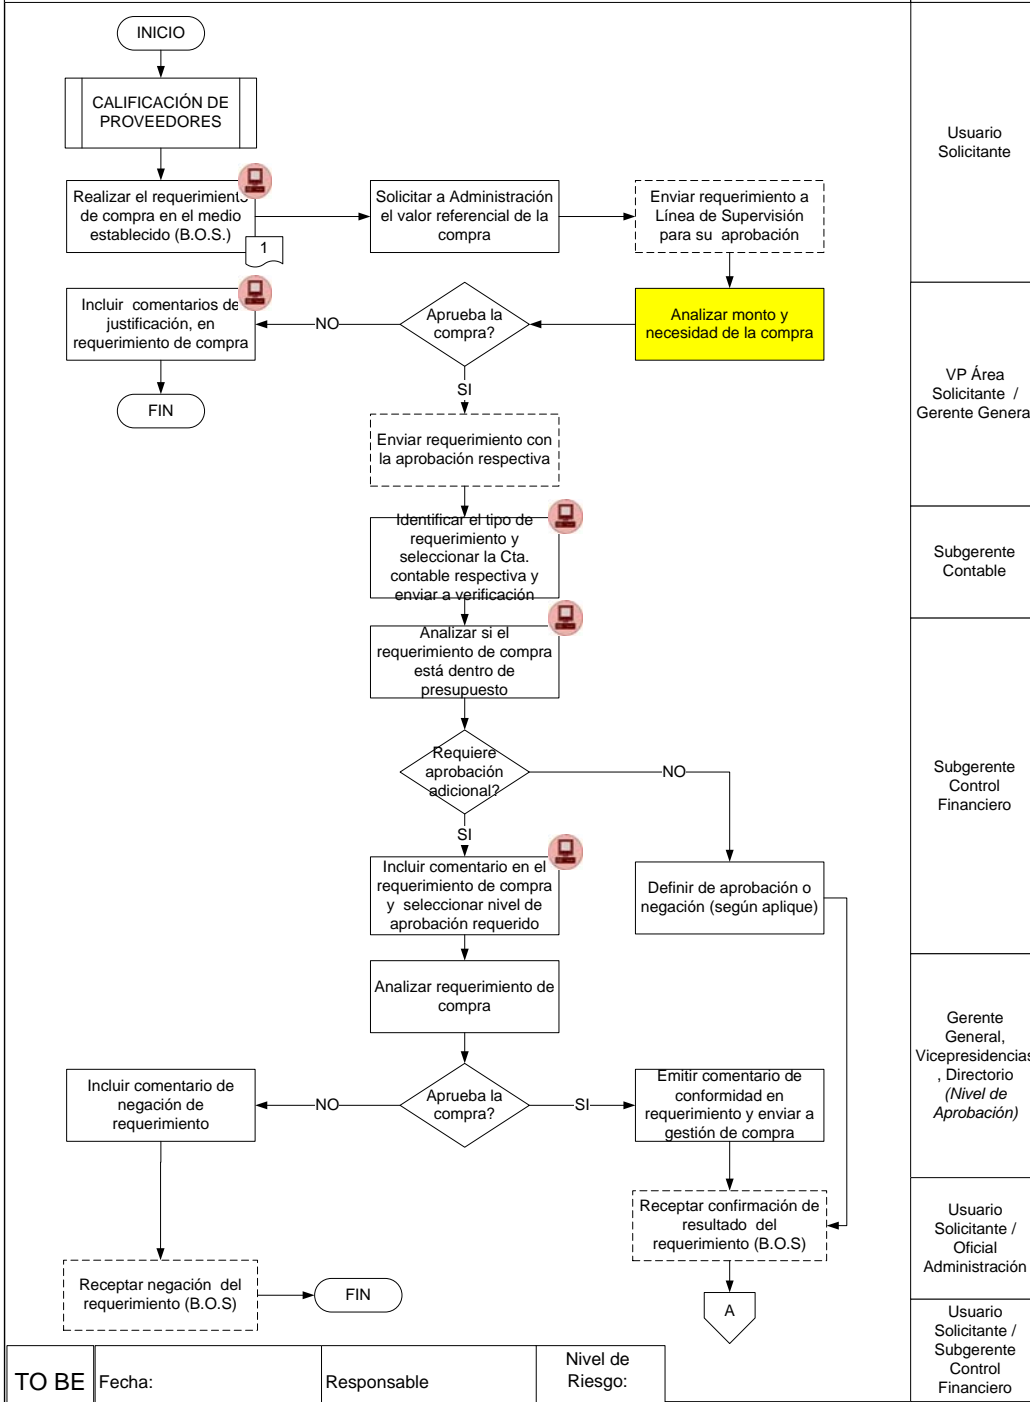 INICIO
CALIFICACIÓN DE
PROVEEDORES
Usuario
Solicitante
Realizar el requerimiento
de compra en el medio
establecido (B.O.S.)
1
Solicitar a Administración
el valor referencial de la
compra
Enviar requerimiento a
Línea de Supervisión
para su aprobación
Incluir comentarios de
justificación, en
requerimiento de compra
NO
Aprueba la
compra?
Analizar monto y
necesidad de la compra
VP Área
Solicitante /
Gerente Genera
FIN
SI
Enviar requerimiento con
la aprobación respectiva
Identificar el tipo de
requerimiento y
seleccionar la Cta.
contable respectiva y
enviar a verificación
Subgerente
Contable
Analizar si el
requerimiento de compra
está dentro de
presupuesto
Requiere
aprobación
adicional?
NO
Subgerente
Control
Financiero
SI
Incluir comentario en el
requerimiento de compra
y seleccionar nivel de
aprobación requerido
Definir de aprobación o
negación (según aplique)
Analizar requerimiento de
compra
Gerente
General,
Vicepresidencias
, Directorio
(Nivel de
Aprobación)
Incluir comentario de
negación de
requerimiento
NO
Aprueba la
compra?
SI
Emitir comentario de
conformidad en
requerimiento y enviar a
gestión de compra
Receptar confirmación de
resultado del
requerimiento (B.O.S)
Usuario
Solicitante /
Oficial
Administración
Receptar negación del
requerimiento (B.O.S)
FIN
A
Usuario
Solicitante /
Subgerente
Control
Financiero
TO BE
Fecha:
Responsable
Nivel de
Riesgo: